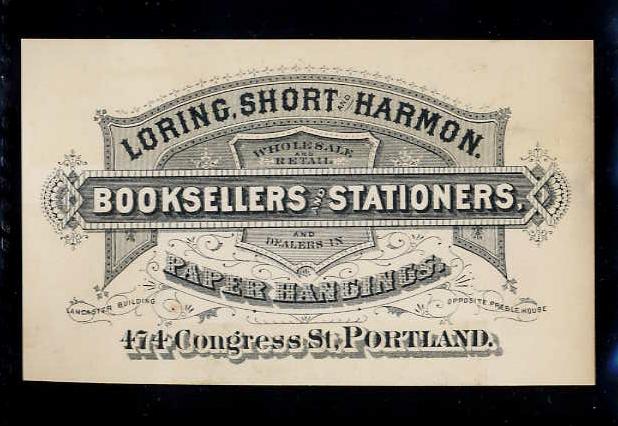 LORING, SHORT AND HARMON.
WHOLESALE
AND
RETAIL
BOOKSELLERS AND STATIONERS,
AND
DEALERS IN
PAPER HANGINGS.
LANCASTER BUILDING
OPPOSITE PREBLE HOUSE
474 Congress St, PORTLAND.